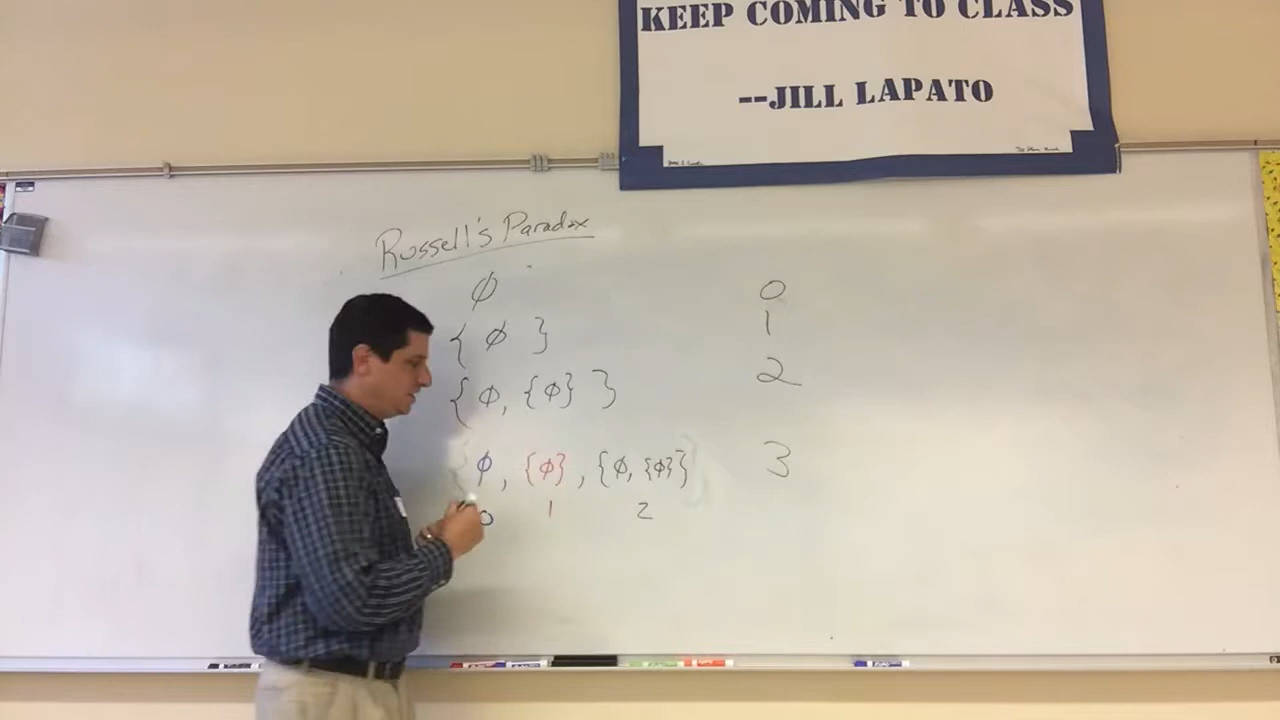 KEEP COMING TO CLASS
--JILL LAPATO
Russell's Paradox
∅ 0
{ ∅ } 1
{ ∅, {∅} } 2
{ ∅, {∅}, {∅, {∅}} } 3
0 1 2